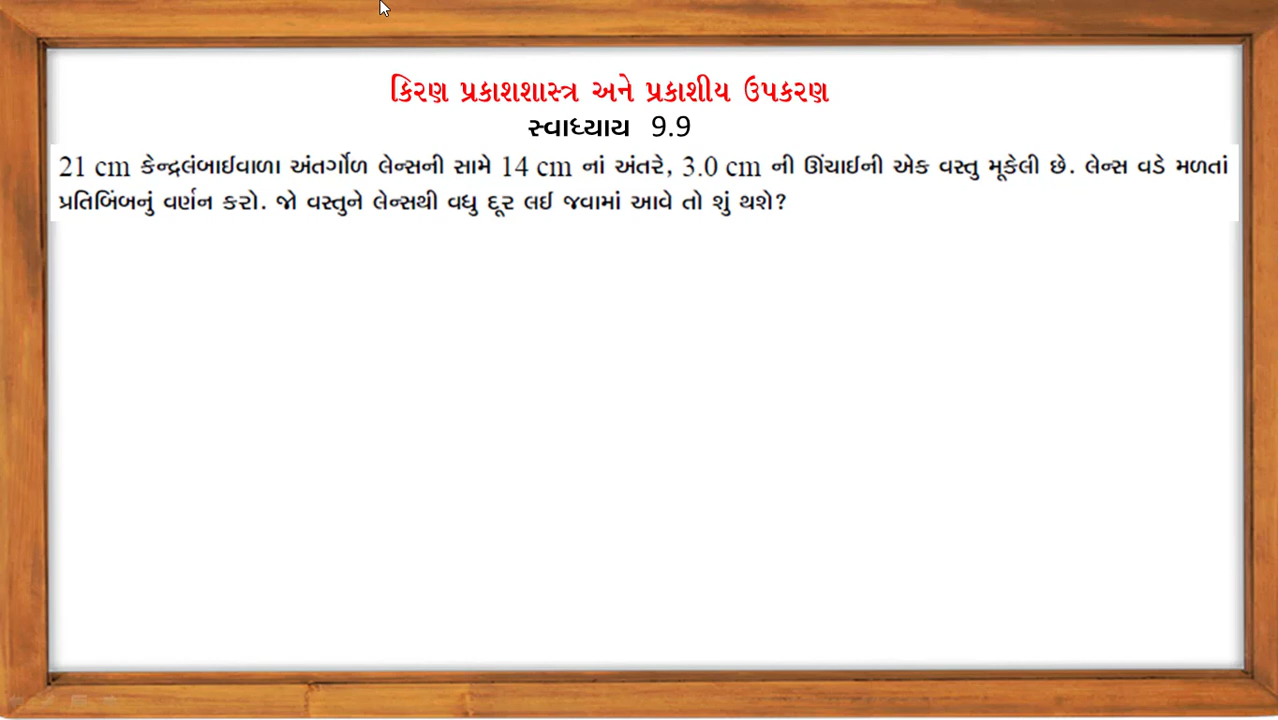 કિરણ પ્રકાશશાસ્ત્ર અને પ્રકાશીય ઉપકરણ
સ્વાધ્યાય 9.9
21 cm કેન્દ્રલંબાઈવાળા અંતર્ગોળ લેન્સની સામે 14 cm નાં અંતરે, 3.0 cm ની ઊંચાઈની એક વસ્તુ મૂકેલી છે. લેન્સ વડે મળતાં
પ્રતિબિંબનું વર્ણન કરો. જો વસ્તુને લેન્સથી વધુ દૂર લઈ જવામાં આવે તો શું થશે?